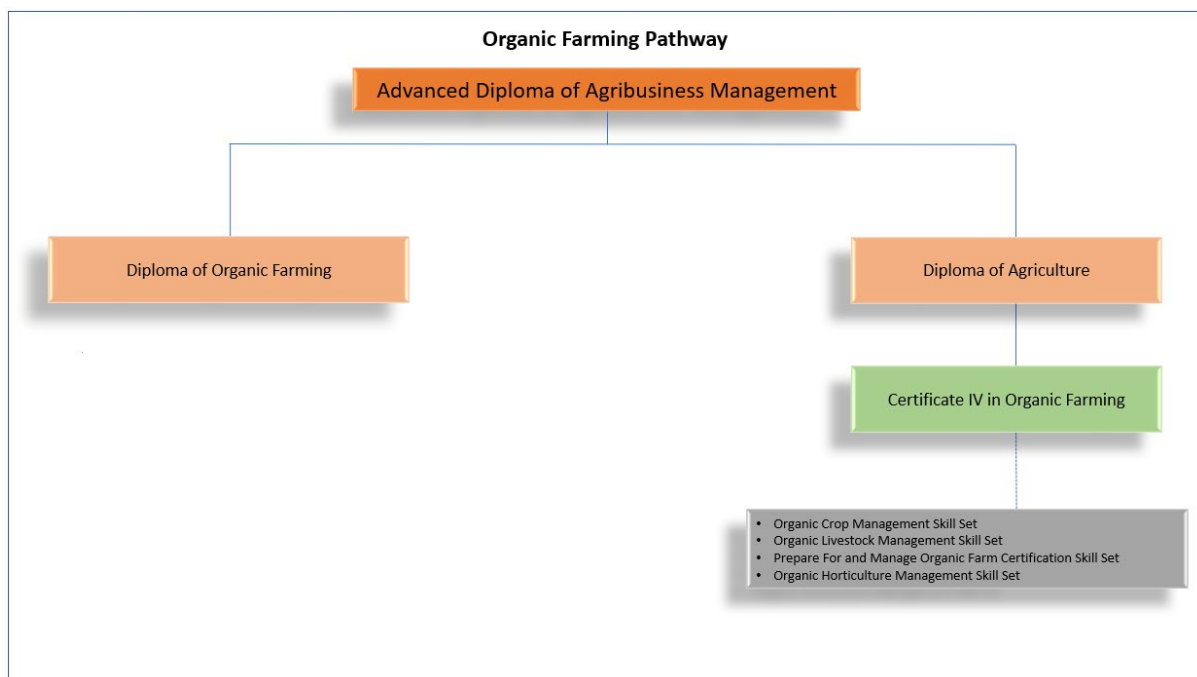 Organic Farming Pathway
Advanced Diploma of Agribusiness Management
Diploma of Organic Farming
Diploma of Agriculture
Certificate IV in Organic Farming
• Organic Crop Management Skill Set
• Organic Livestock Management Skill Set
• Prepare For and Manage Organic Farm Certification Skill Set
• Organic Horticulture Management Skill Set